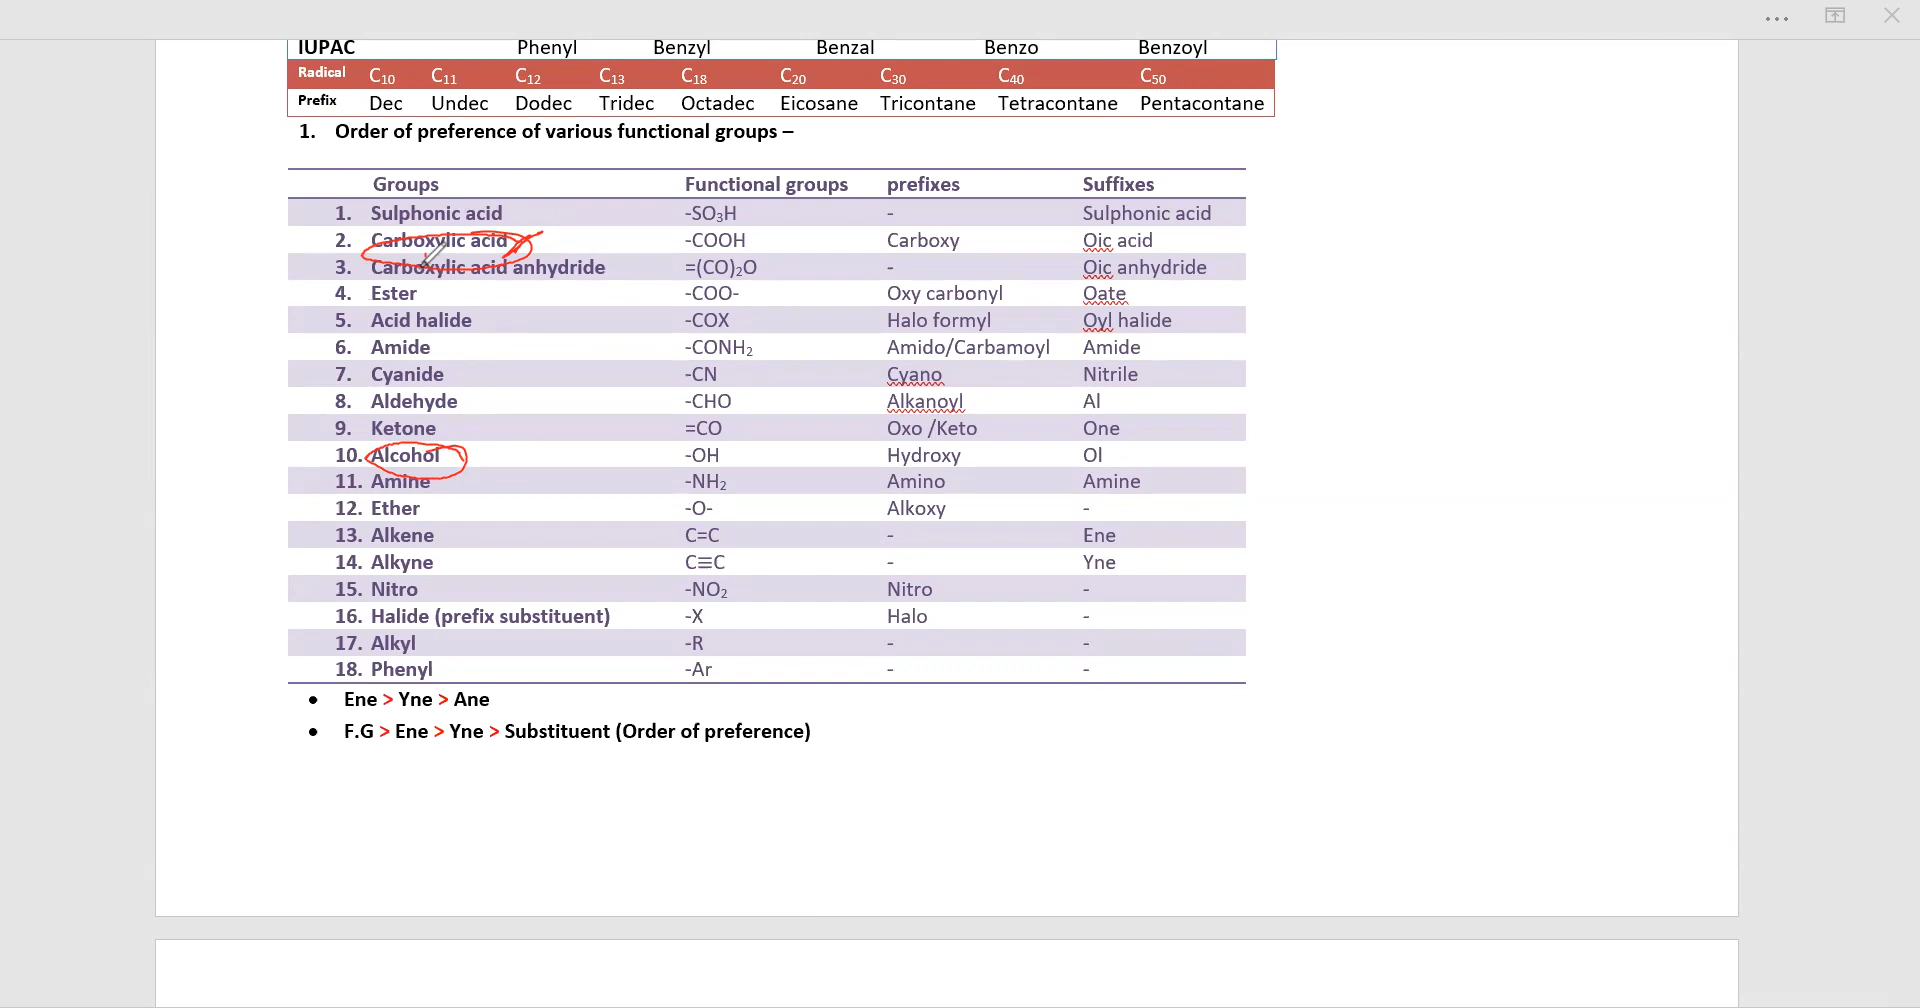 IUPAC Phenyl Benzyl Benzal Benzo Benzoyl
Radical C₁₀ C₁₁ C₁₂ C₁₃ C₁₈ C₂₀ C₃₀ C₄₀ C₅₀
Prefix Dec Undec Dodec Tridec Octadec Eicosane Tricontane Tetracontane Pentacontane
1. Order of preference of various functional groups –
Groups Functional groups prefixes Suffixes
1. Sulphonic acid -SO₃H - Sulphonic acid
2. Carboxylic acid -COOH Carboxy Oic acid
3. Carboxylic acid anhydride =(CO)₂O - Oic anhydride
4. Ester -COO- Oxy carbonyl Oate
5. Acid halide -COX Halo formyl Oyl halide
6. Amide -CONH₂ Amido/Carbamoyl Amide
7. Cyanide -CN Cyano Nitrile
8. Aldehyde -CHO Alkanoyl Al
9. Ketone =CO Oxo /Keto One
10. Alcohol -OH Hydroxy Ol
11. Amine -NH₂ Amino Amine
12. Ether -O- Alkoxy -
13. Alkene C=C - Ene
14. Alkyne C≡C - Yne
15. Nitro -NO₂ Nitro -
16. Halide (prefix substituent) -X Halo -
17. Alkyl -R - -
18. Phenyl -Ar - -
• Ene > Yne > Ane
• F.G > Ene > Yne > Substituent (Order of preference)